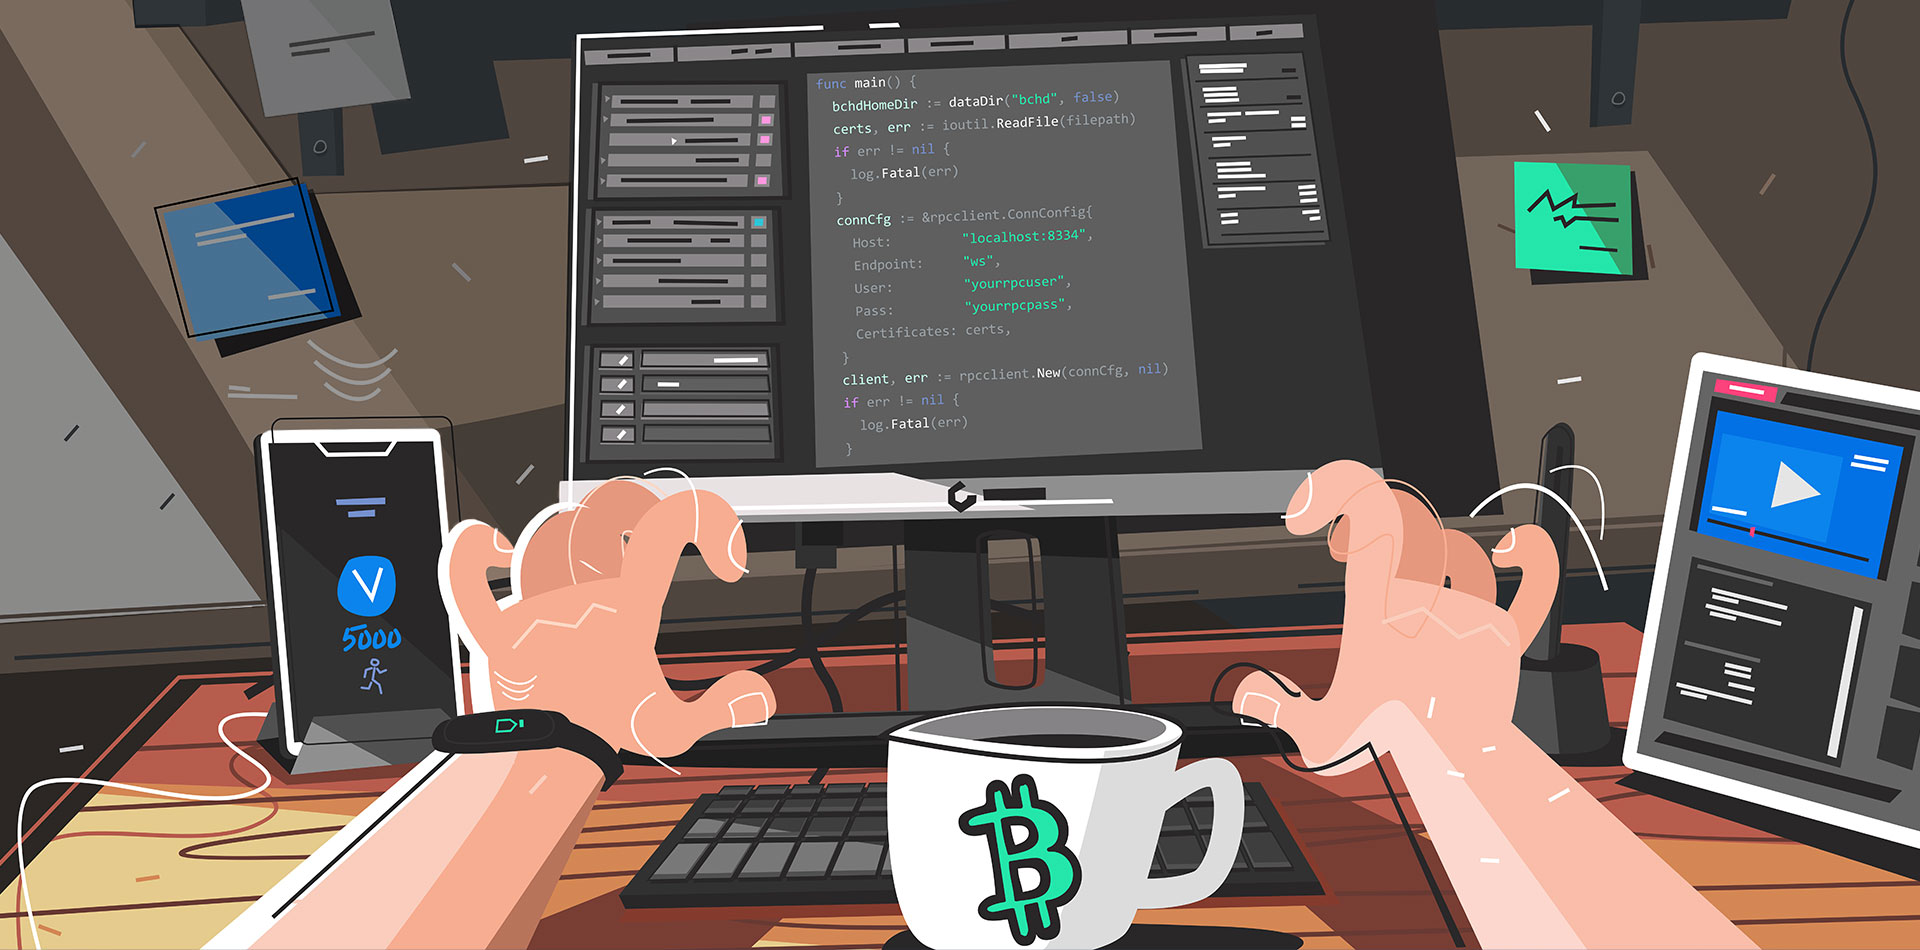 func main() {
bchdHomeDir := dataDir("bchd", false)
certs, err := ioutil.ReadFile(filepath)
if err != nil {
log.Fatal(err)
}
connCfg := &rpcclient.ConnConfig{
Host: "localhost:8334",
Endpoint: "ws",
User: "yourrpcuser",
Pass: "yourrpcpass",
Certificates: certs,
}
client, err := rpcclient.New(connCfg, nil)
if err != nil {
log.Fatal(err)
}
V
5000